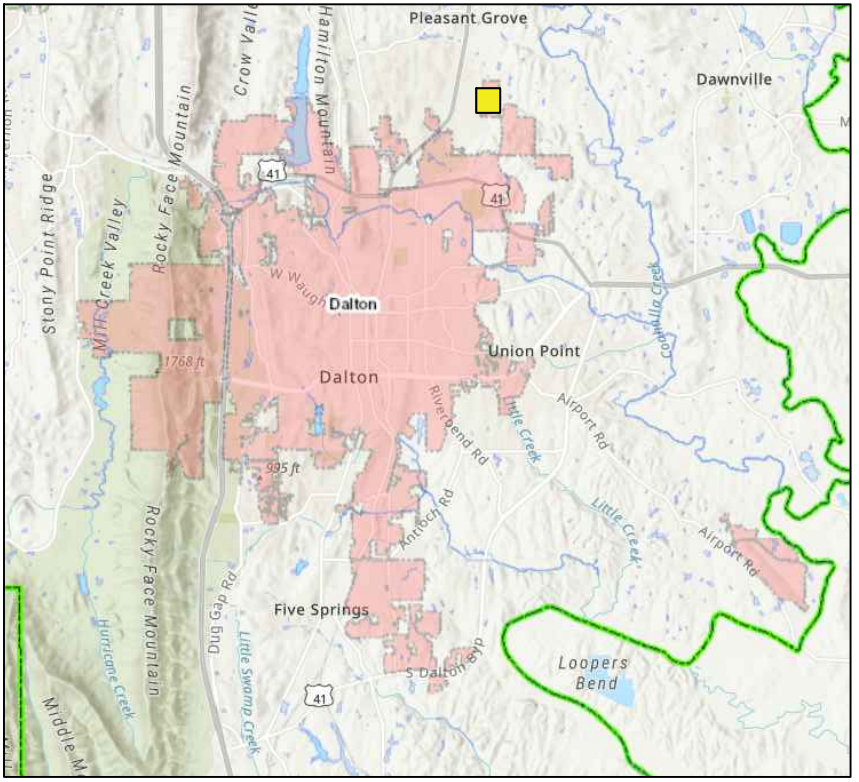 Pleasant Grove
Dawnville
Crow Valle
Hamilton Mountain
Rocky Face Mountain
Stony Point Ridge
Mill Creek Valley
41
41
W Waugh
Dalton
Coahulla Creek
Union Point
1768 ft
Dalton
Riverbend Rd
Little Creek
Airport Rd
995 ft
Antioch Rd
Little Creek
Airport Rd
Rocky Face Mountain
Dug Gap Rd
Five Springs
Hurricane Creek
Little Swamp Creek
S Dalton Byp
Loopers
Bend
41
Middle M